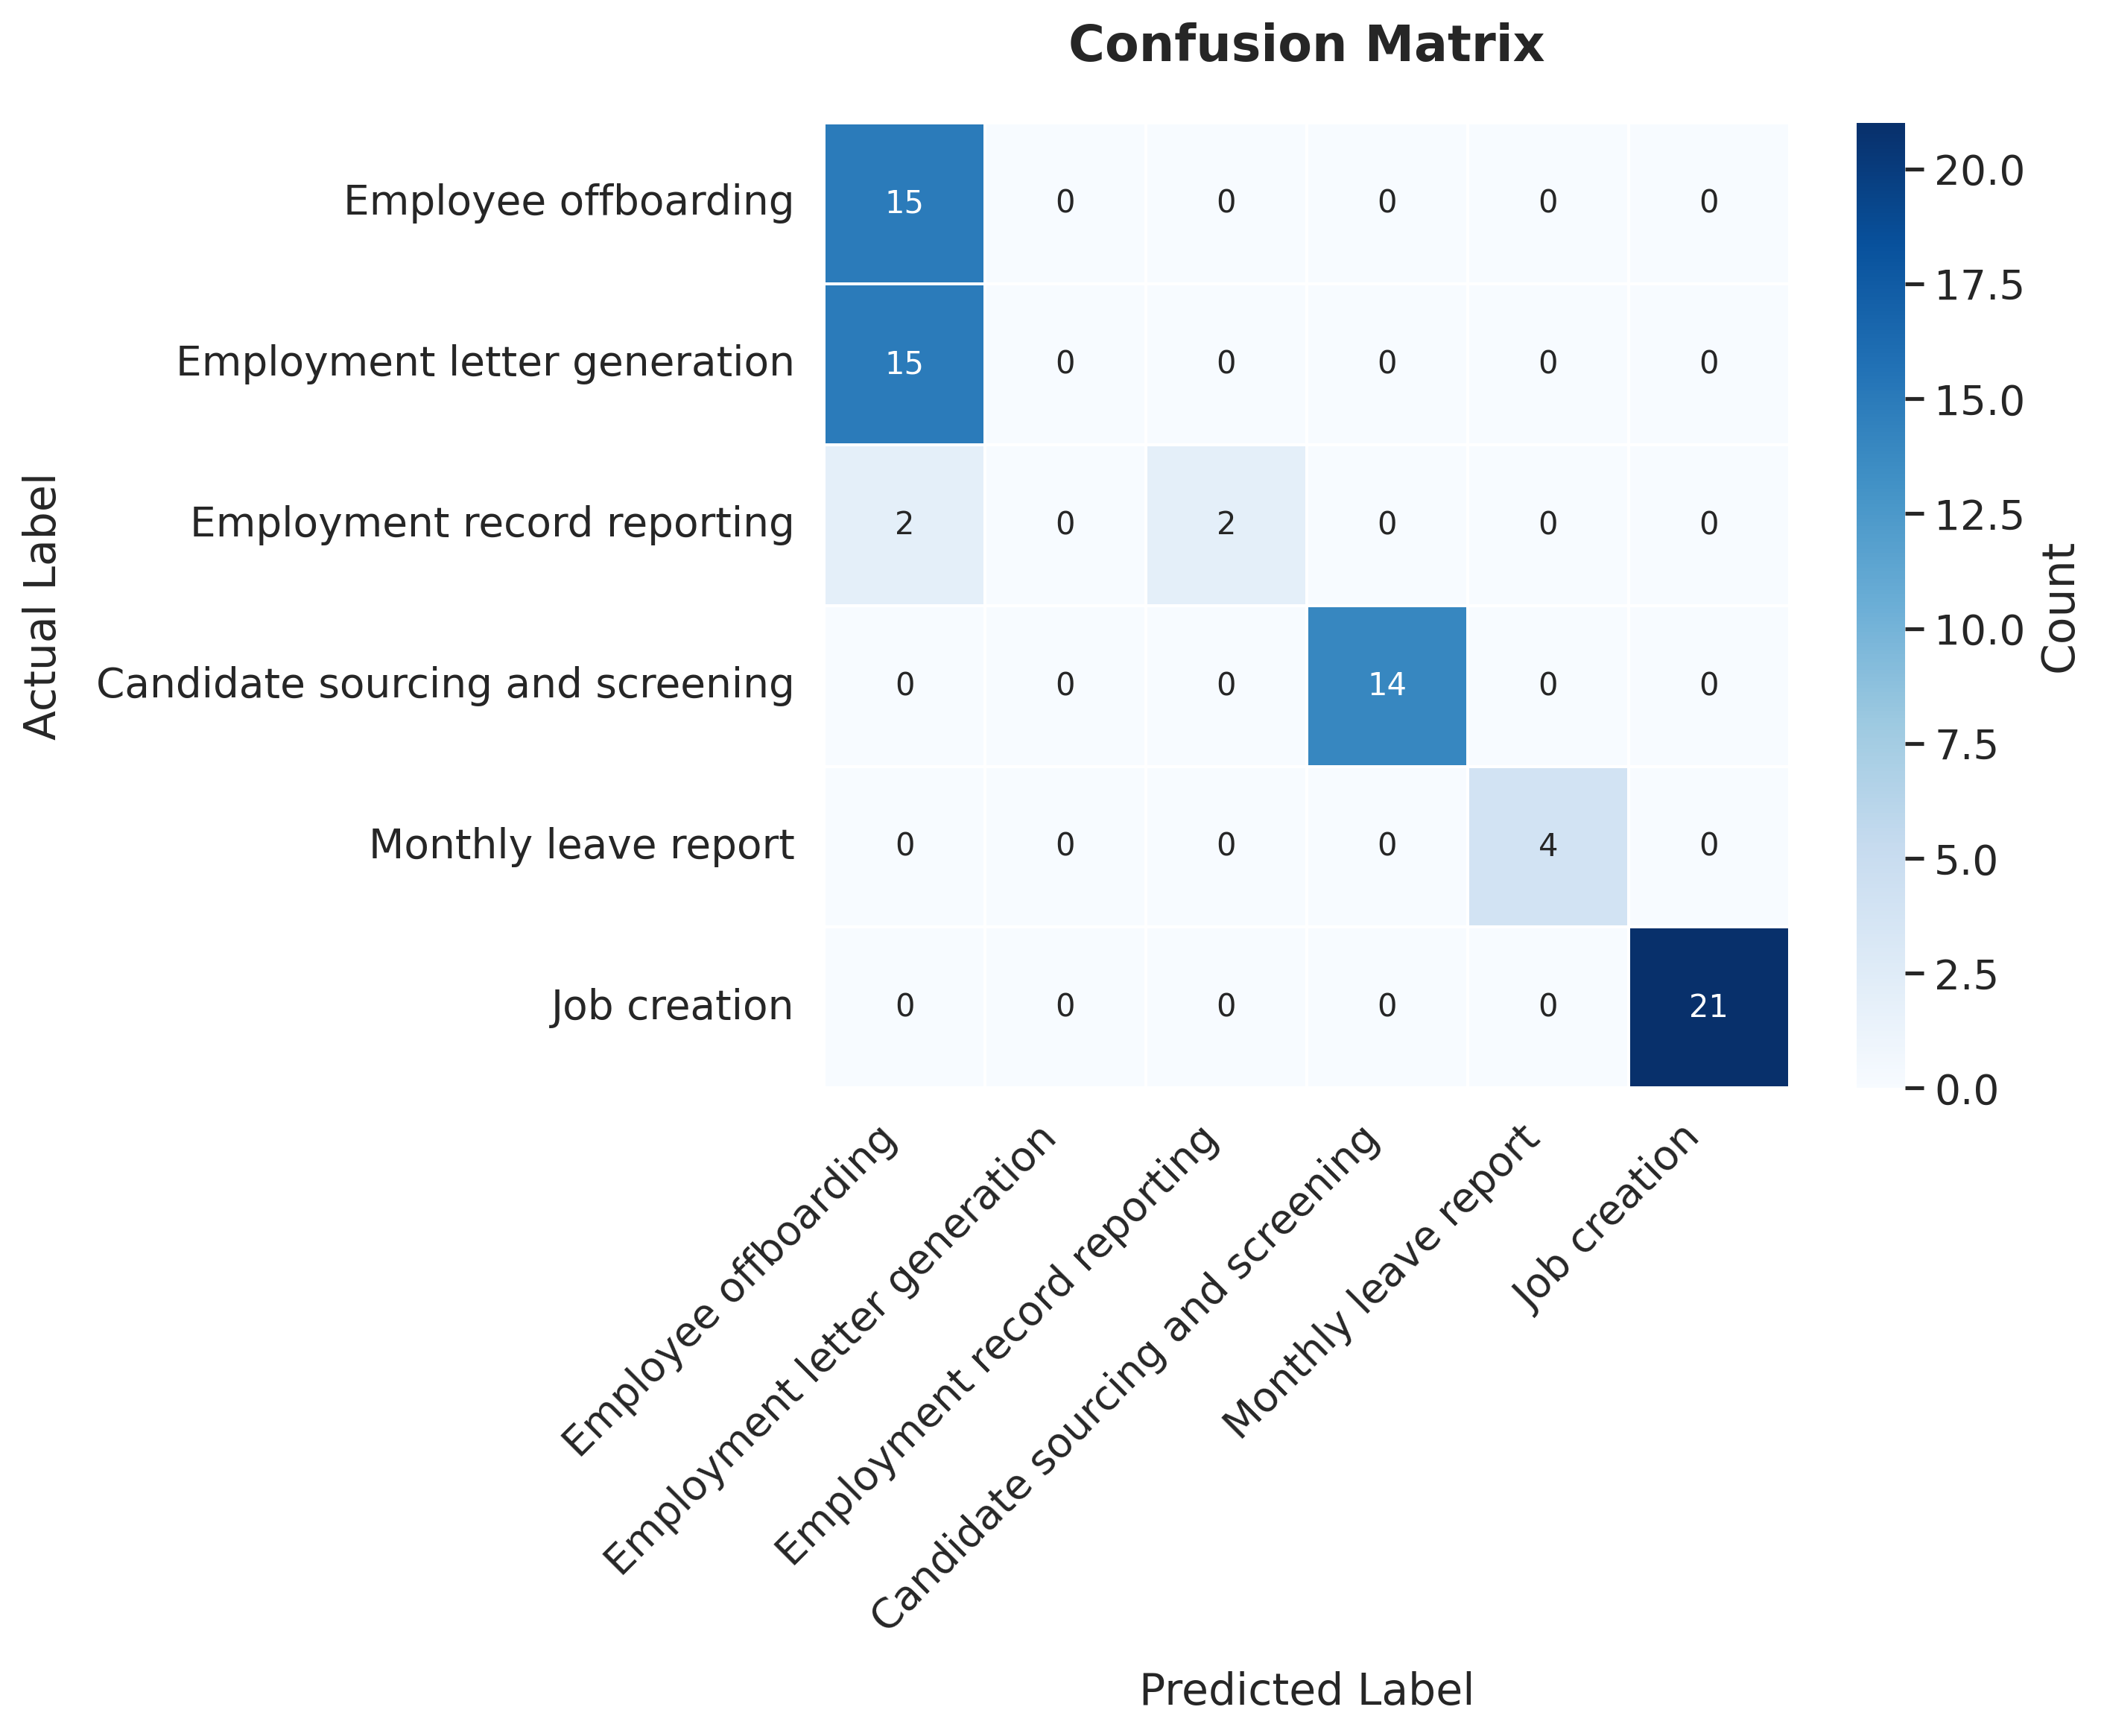 Confusion Matrix
Actual Label
Employee offboarding 15 0 0 0 0 0
Employment letter generation 15 0 0 0 0 0
Employment record reporting 2 0 2 0 0 0
Candidate sourcing and screening 0 0 0 14 0 0
Monthly leave report 0 0 0 0 4 0
Job creation 0 0 0 0 0 21
Employee offboarding
Employment letter generation
Employment record reporting
Candidate sourcing and screening
Monthly leave report
Job creation
Predicted Label
20.0
17.5
15.0
12.5
10.0
7.5
5.0
2.5
0.0
Count